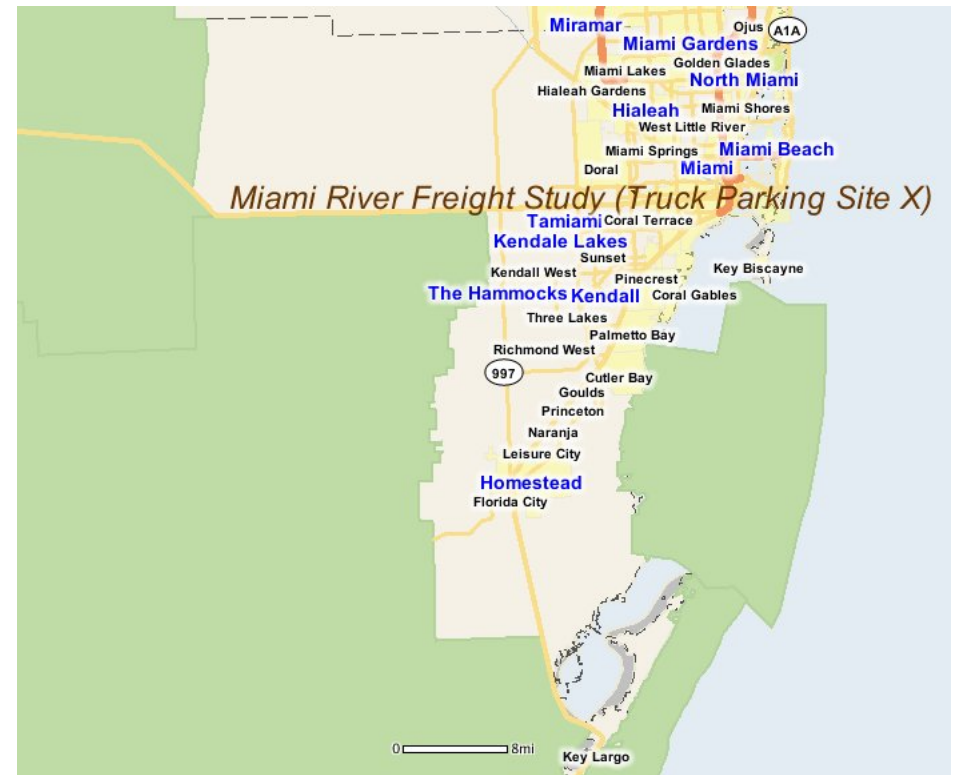 Miramar
Ojus
A1A
Miami Gardens
Golden Glades
Miami Lakes
North Miami
Hialeah Gardens
Hialeah
Miami Shores
West Little River
Miami Springs
Miami Beach
Doral
Miami
Miami River Freight Study (Truck Parking Site X)
Tamiami
Coral Terrace
Kendale Lakes
Sunset
Kendall West
Key Biscayne
Pinecrest
The Hammocks
Kendall
Coral Gables
Three Lakes
Palmetto Bay
Richmond West
997
Cutler Bay
Goulds
Princeton
Naranja
Leisure City
Homestead
Florida City
0
8mi
Key Largo